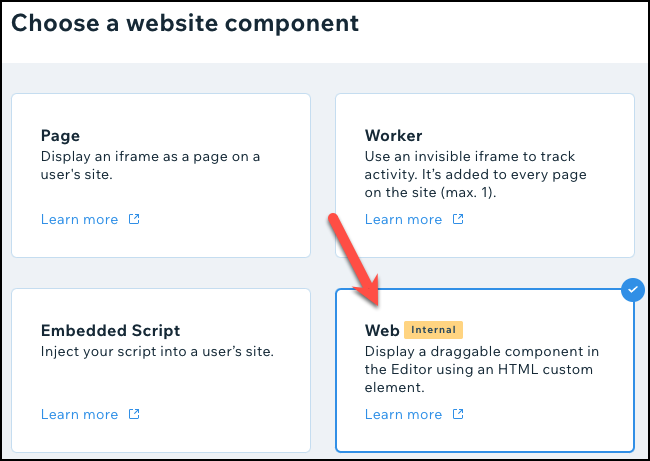 Choose a website component
Page
Display an iframe as a page on a
user's site.
Learn more
Worker
Use an invisible iframe to track
activity. It's added to every page
on the site (max. 1).
Learn more
Embedded Script
Inject your script into a user's site.
Learn more
Web Internal
Display a draggable component in
the Editor using an HTML custom
element.
Learn more